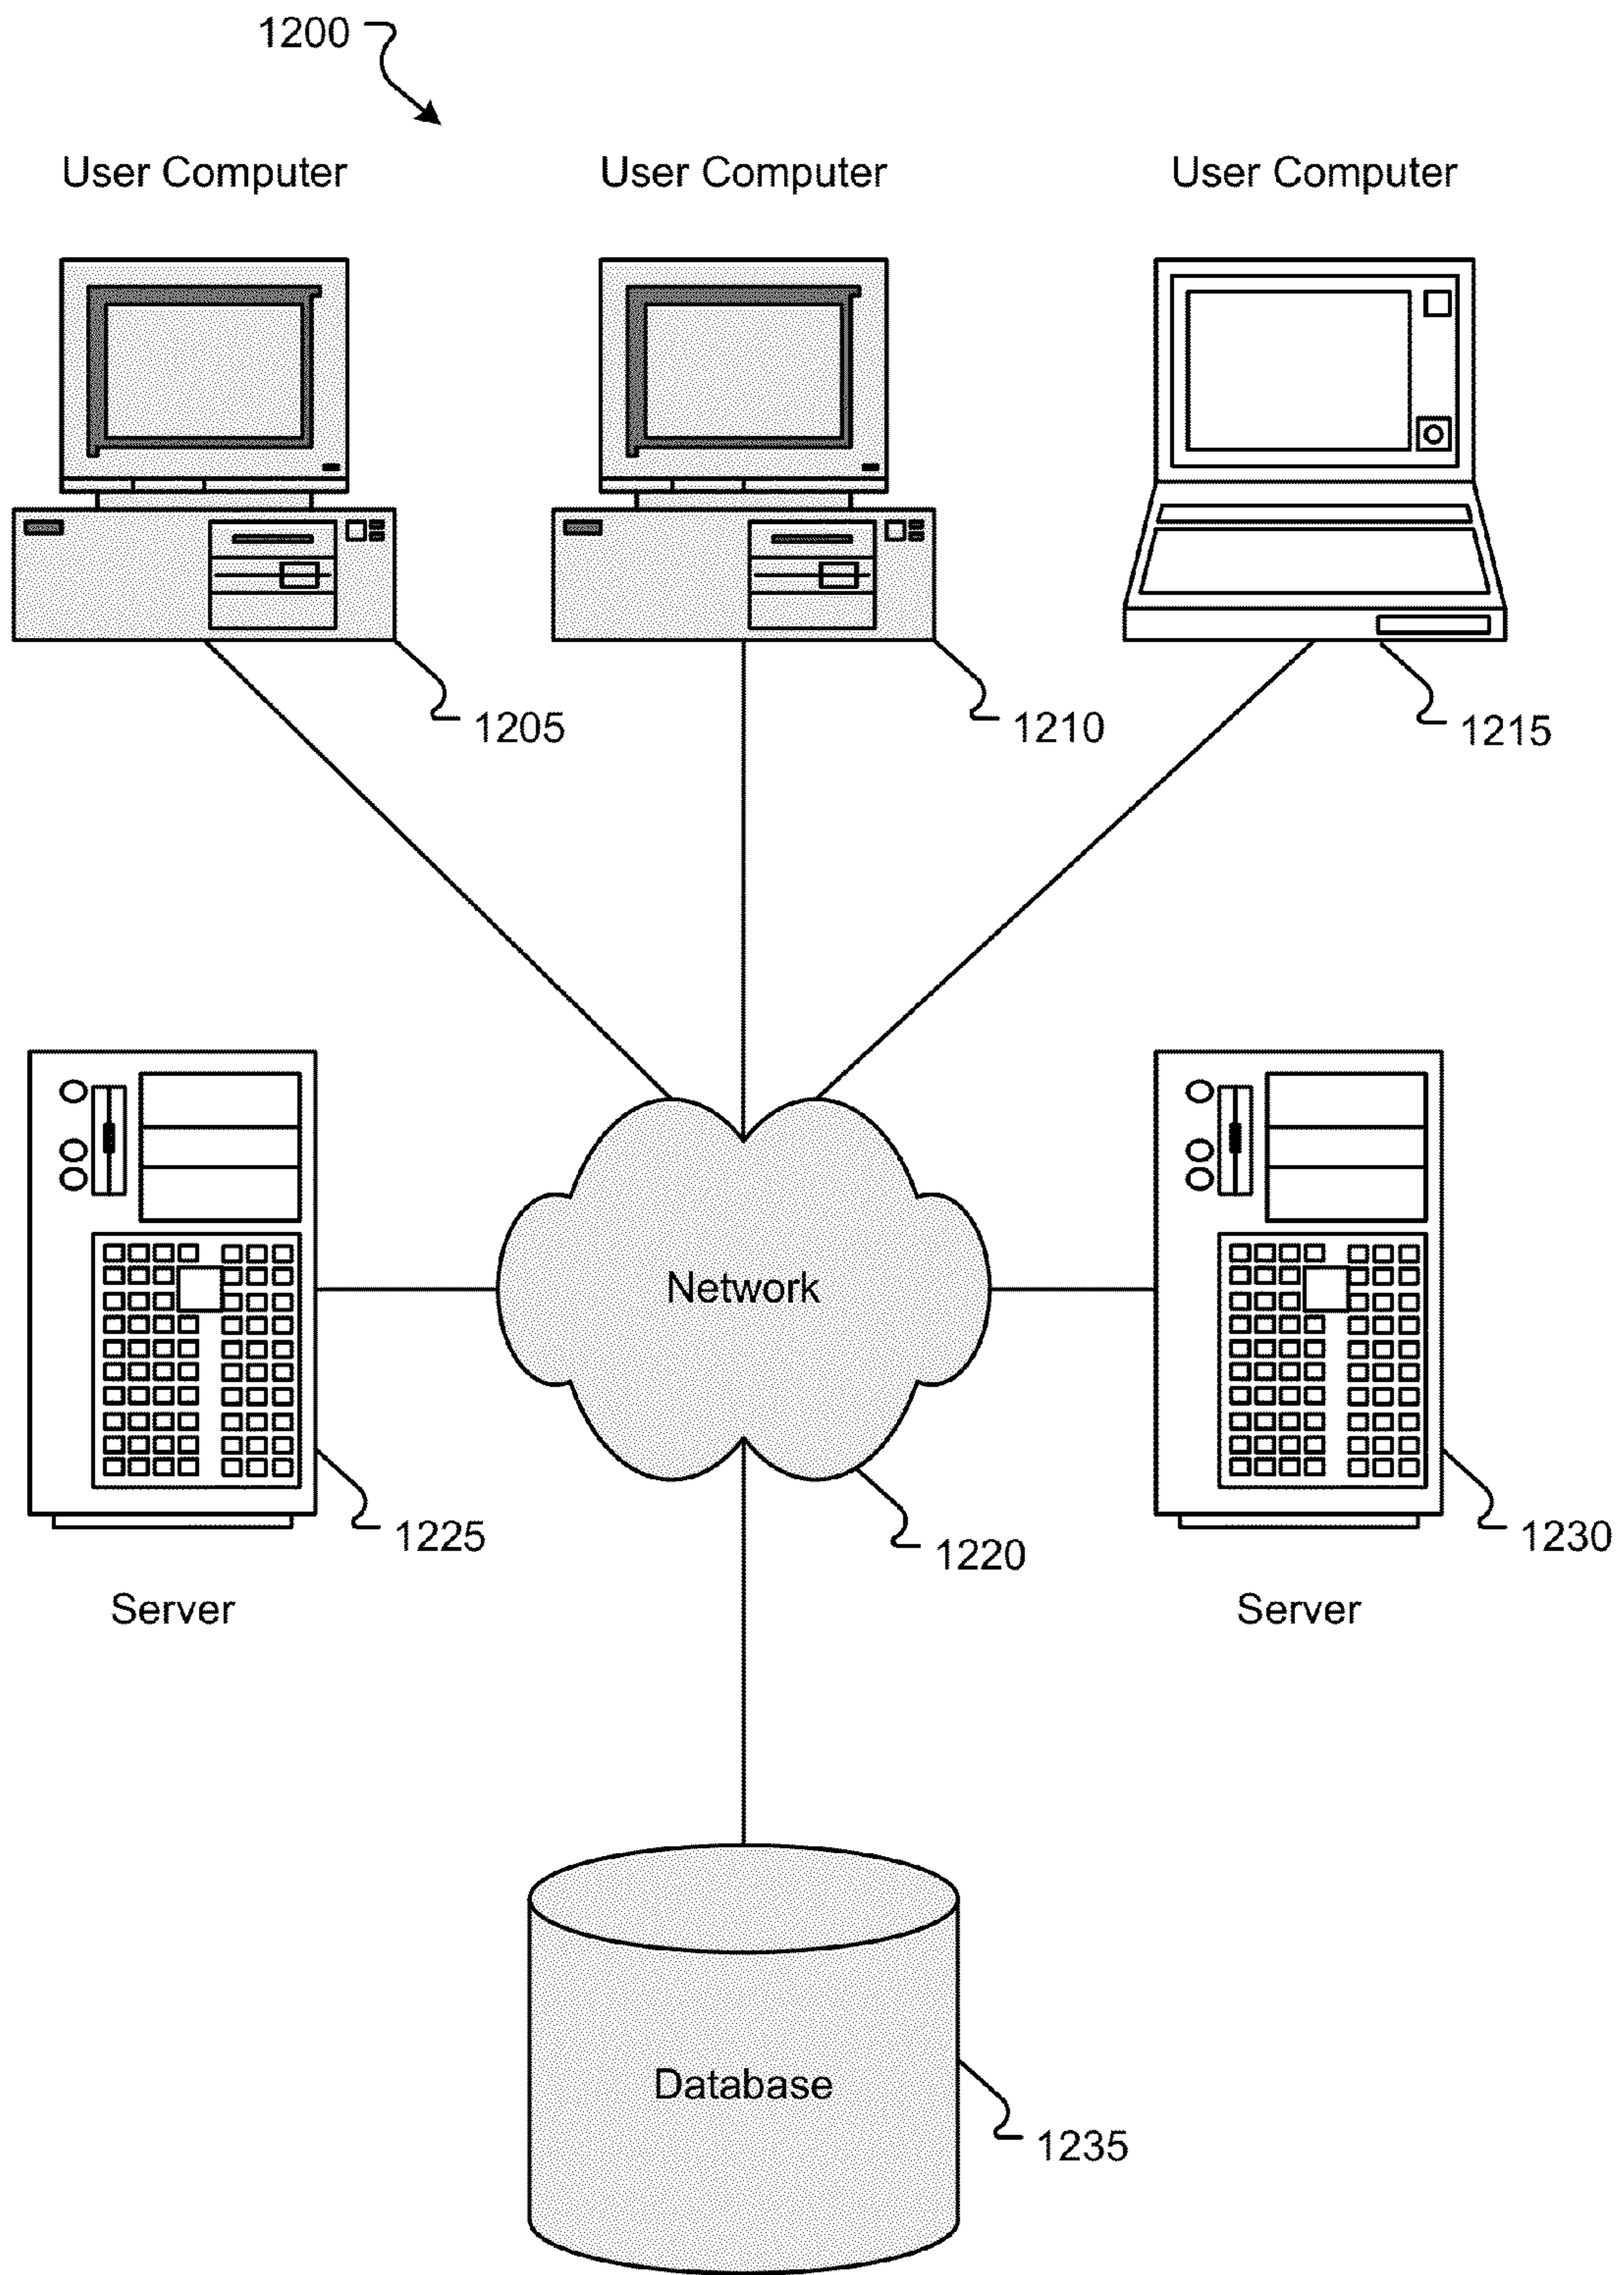 1200
User Computer
User Computer
User Computer
1205
1210
1215
Network
1225
1220
1230
Server
Server
Database
1235